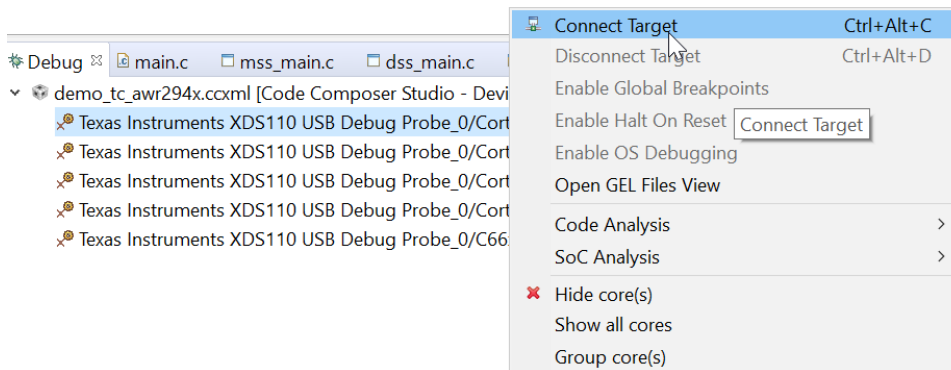 Debug main.c mss_main.c dss_main.c
demo_tc_awr294x.ccxml [Code Composer Studio - Devi
Texas Instruments XDS110 USB Debug Probe_0/Cort
Texas Instruments XDS110 USB Debug Probe_0/Cort
Texas Instruments XDS110 USB Debug Probe_0/Cort
Texas Instruments XDS110 USB Debug Probe_0/Cort
Texas Instruments XDS110 USB Debug Probe_0/C66
Connect Target Ctrl+Alt+C
Disconnect Target Ctrl+Alt+D
Enable Global Breakpoints
Enable Halt On Reset
Connect Target
Enable OS Debugging
Open GEL Files View
Code Analysis
SoC Analysis
Hide core(s)
Show all cores
Group core(s)